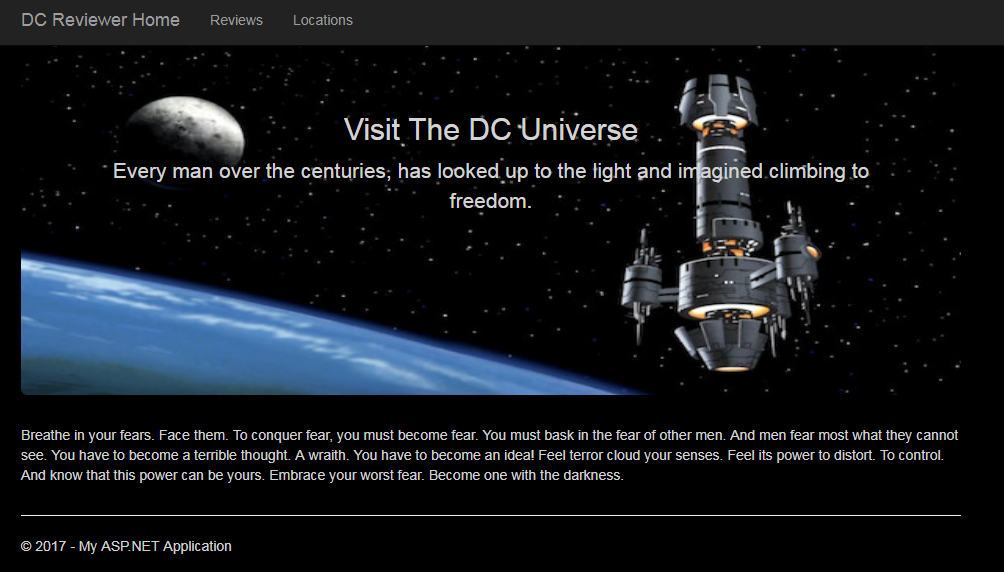 DC Reviewer Home Reviews Locations
Visit The DC Universe
Every man over the centuries, has looked up to the light and imagined climbing to
freedom.
Breathe in your fears. Face them. To conquer fear, you must become fear. You must bask in the fear of other men. And men fear most what they cannot
see. You have to become a terrible thought. A wraith. You have to become an idea! Feel terror cloud your senses. Feel its power to distort. To control.
And know that this power can be yours. Embrace your worst fear. Become one with the darkness.
© 2017 - My ASP.NET Application